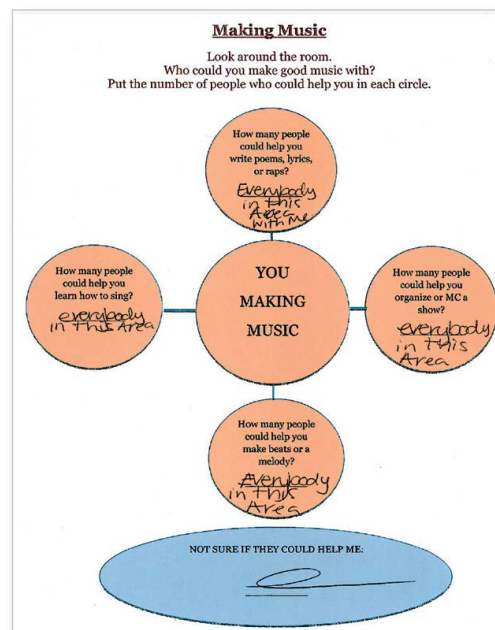 Making Music
Look around the room.
Who could you make good music with?
Put the number of people who could help you in each circle.
How many people
could help you
write poems, lyrics,
or raps?
Everybody
in this
Area
with me
How many people
could help you
learn how to sing?
everybody
in this Area
YOU
MAKING
MUSIC
How many people
could help you
organize or MC a
show?
everybody
in this
Area
How many people
could help you
make beats or a
melody?
Everybody
in this
Area
NOT SURE IF THEY COULD HELP ME: